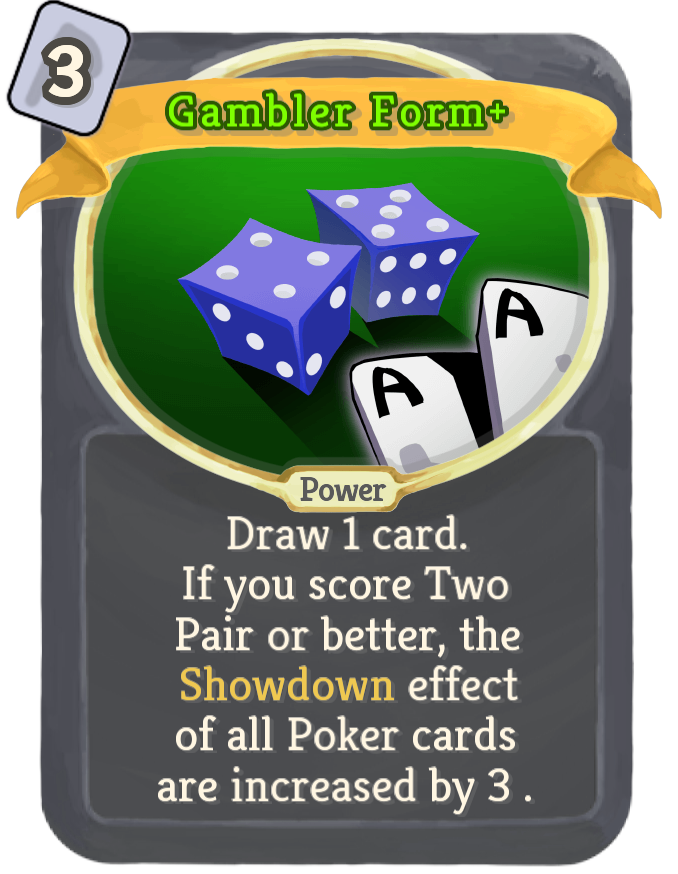 3
Gambler Form+
A
A
Power
Draw 1 card.
If you score Two
Pair or better, the
Showdown effect
of all Poker cards
are increased by 3 .